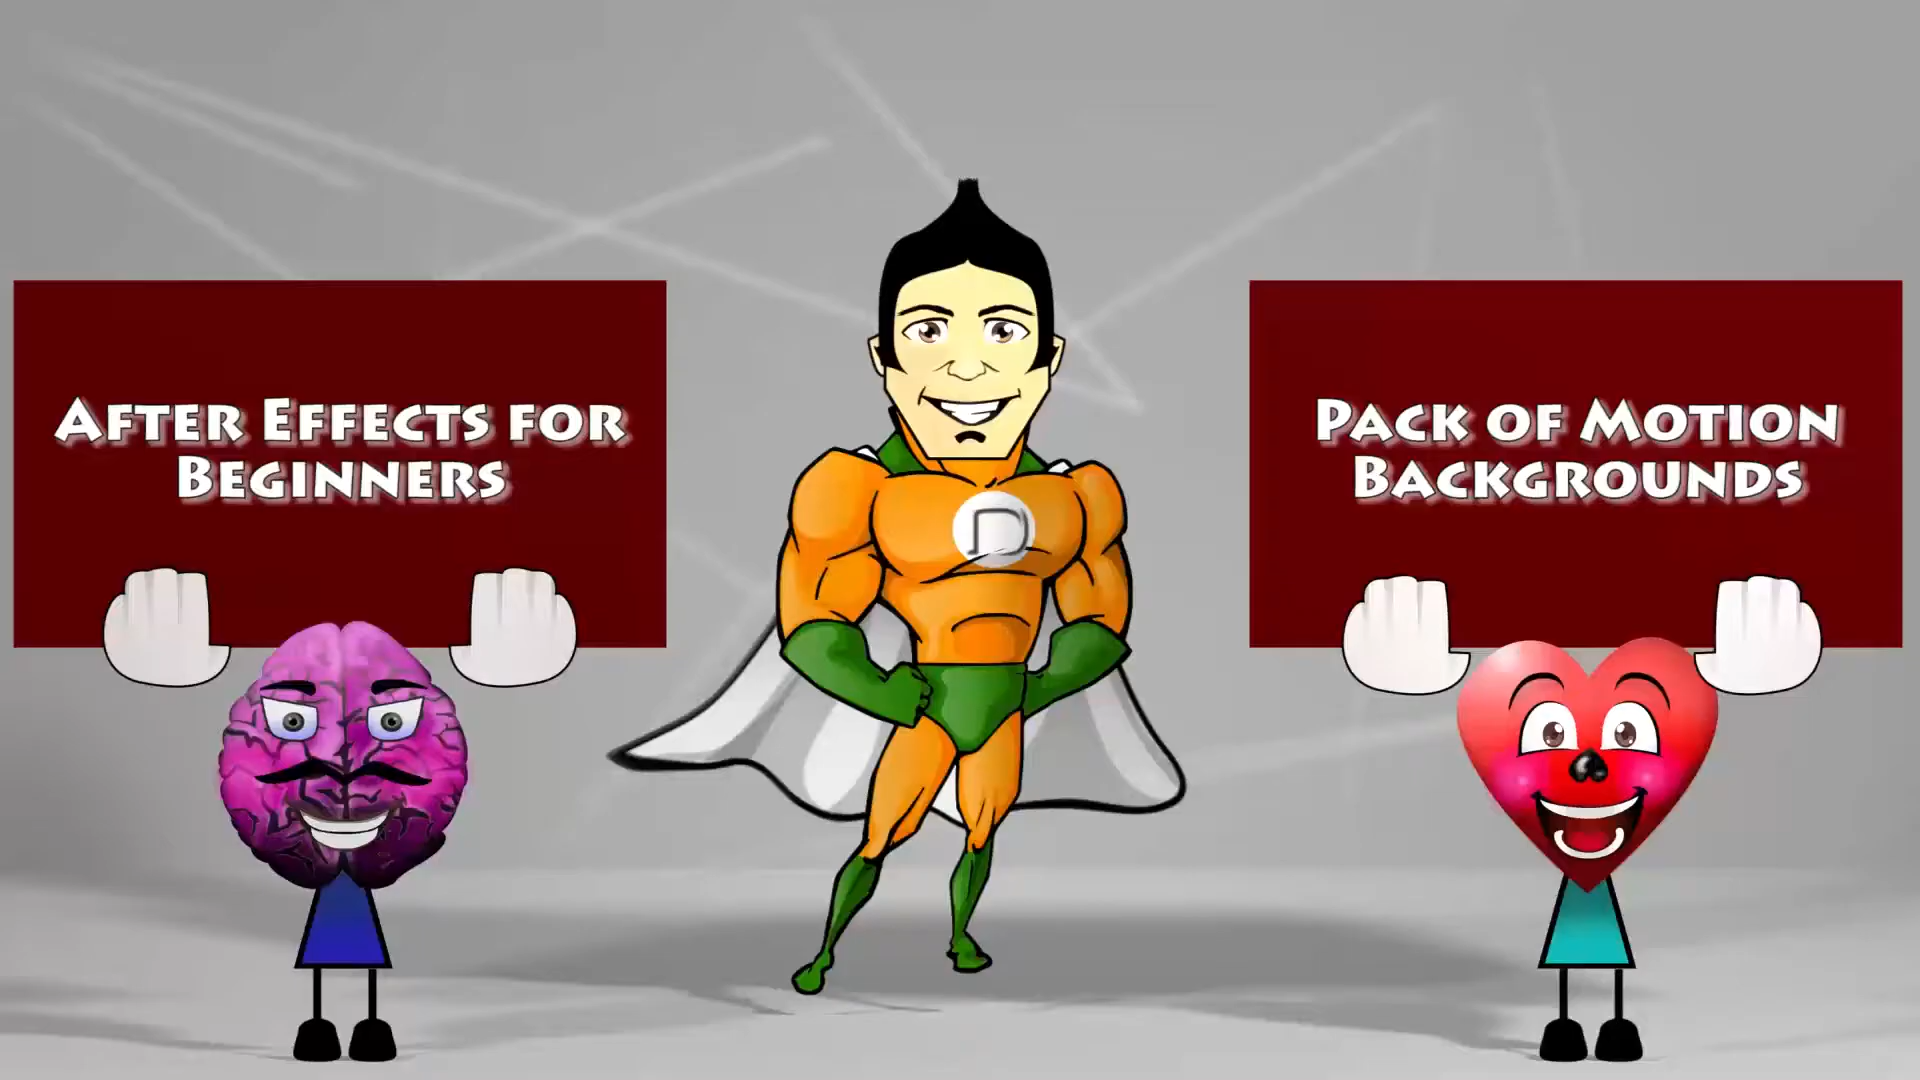 After Effects for
Beginners
D
Pack of Motion
Backgrounds